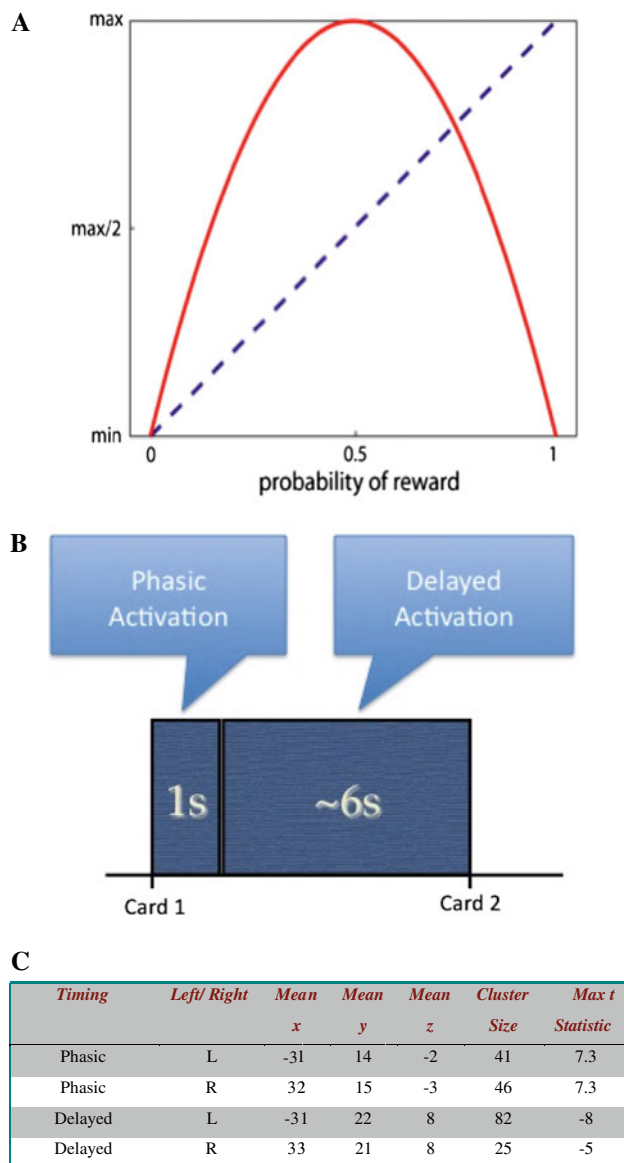 A
max
max/2
min
0
0.5
1
probability of reward
B
Phasic
Activation
Delayed
Activation
1s
~6s
Card 1
Card 2
C
Timing Left/ Right Mean Mean Mean Cluster Max t
x y z Size Statistic
Phasic L -31 14 -2 41 7.3
Phasic R 32 15 -3 46 7.3
Delayed L -31 22 8 82 -8
Delayed R 33 21 8 25 -5